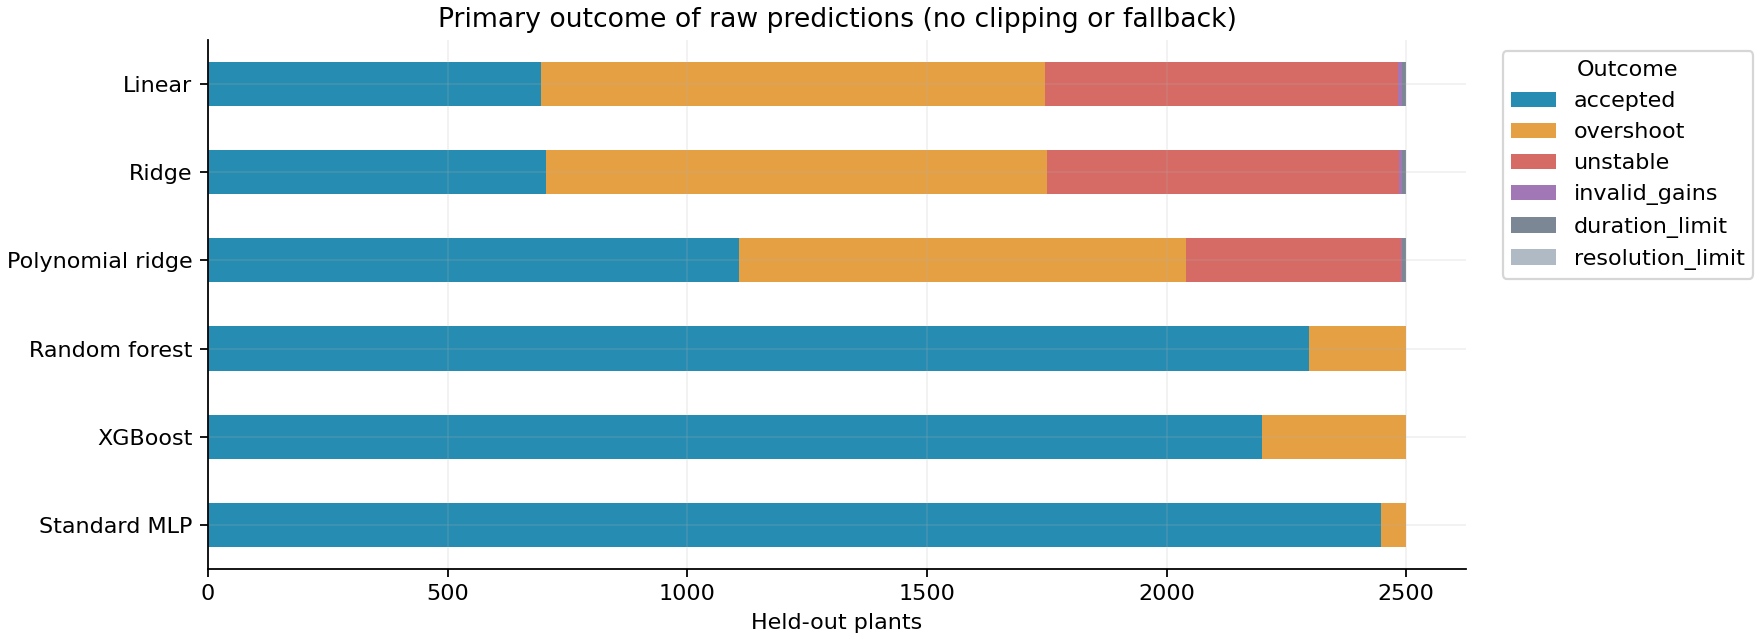 Primary outcome of raw predictions (no clipping or fallback)
Linear
Ridge
Polynomial ridge
Random forest
XGBoost
Standard MLP
0
500
1000
1500
2000
2500
Held-out plants
Outcome
accepted
overshoot
unstable
invalid_gains
duration_limit
resolution_limit